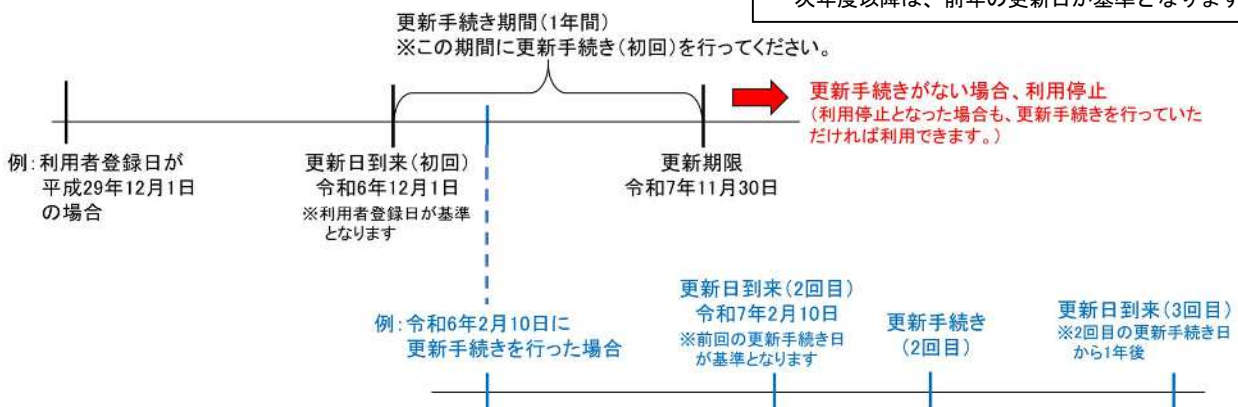 次年度以降は、前年の更新日が基準となります
更新手続き期間(1年間)
※この期間に更新手続き(初回)を行ってください。
更新手続きがない場合、利用停止
(利用停止となった場合も、更新手続きを行っていた
だければ利用できます。)
例:利用者登録日が
平成29年12月1日
の場合
更新日到来(初回)
令和6年12月1日
※利用者登録日が基準
となります
更新期限
令和7年11月30日
例:令和6年2月10日に
更新手続きを行った場合
更新日到来(2回目)
令和7年2月10日
※前回の更新手続き日
が基準となります
更新手続き
(2回目)
更新日到来(3回目)
※2回目の更新手続き日
から1年後